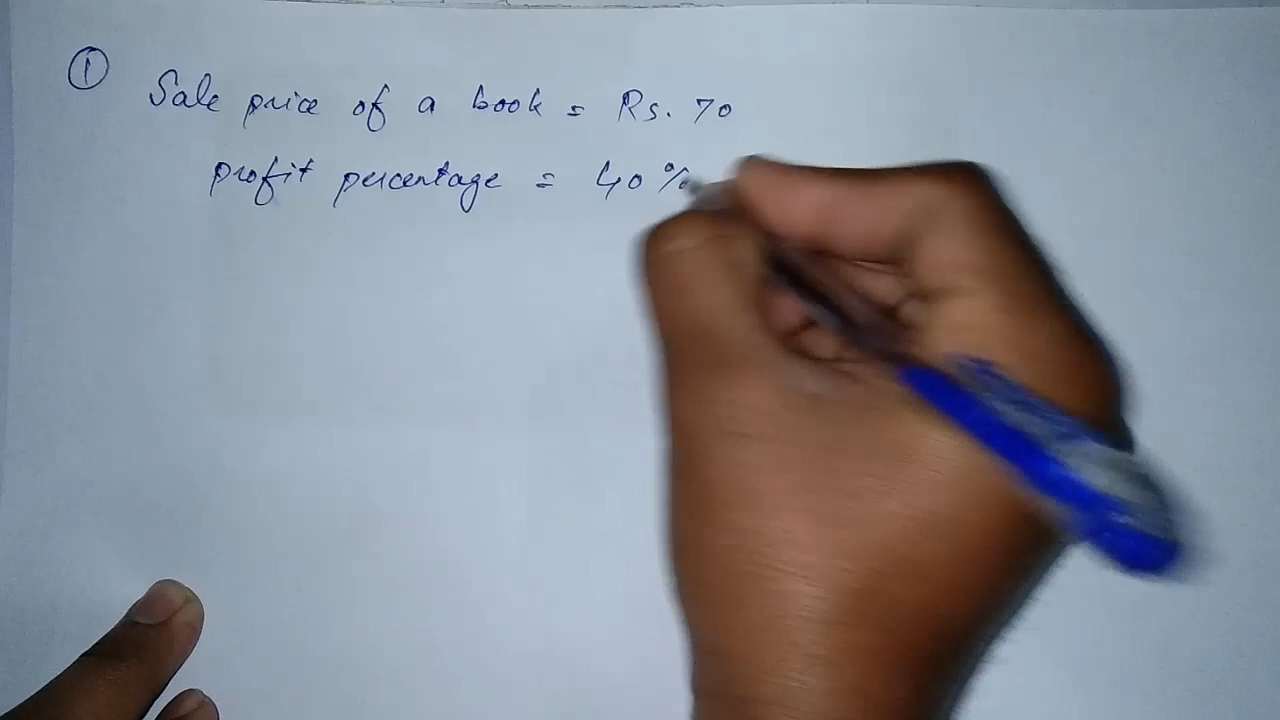 ① Sale price of a book = Rs. 70
profit percentage = 40%